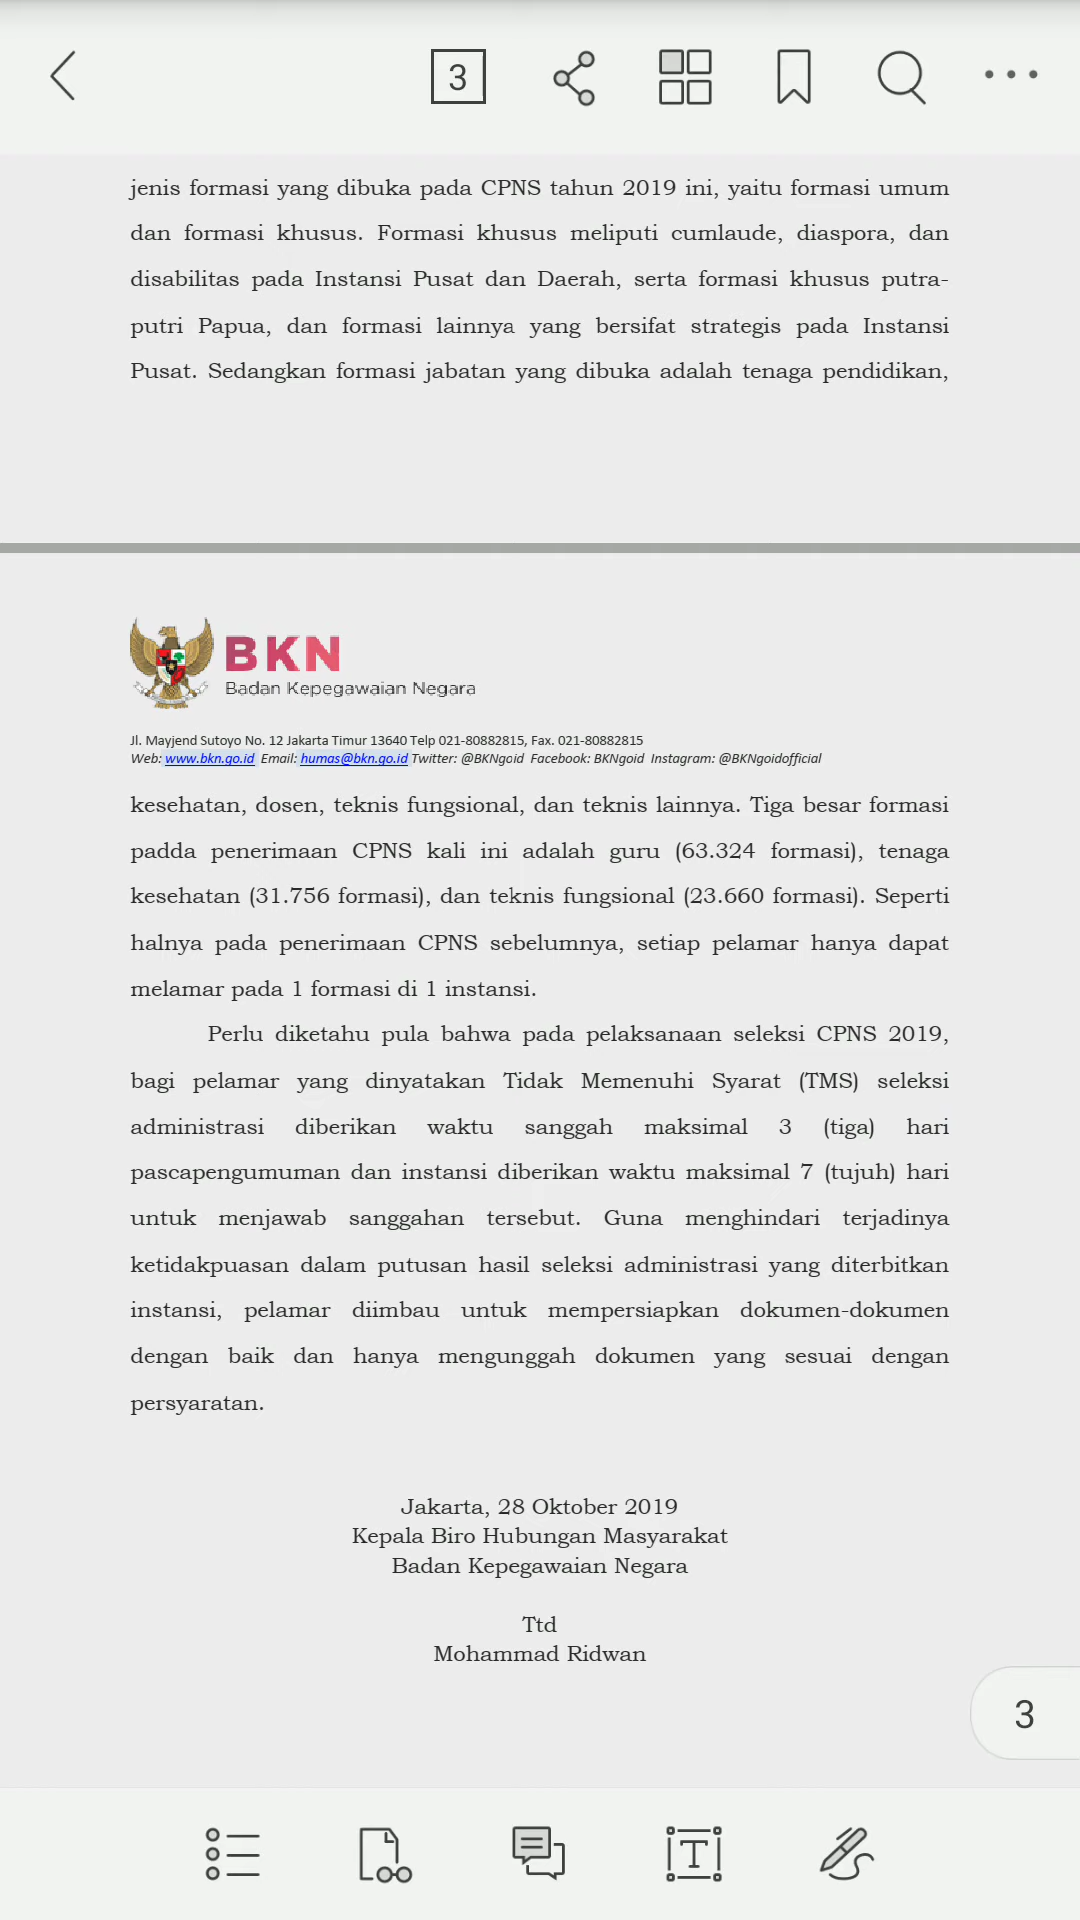 3
jenis formasi yang dibuka pada CPNS tahun 2019 ini, yaitu formasi umum
dan formasi khusus. Formasi khusus meliputi cumlaude, diaspora, dan
disabilitas pada Instansi Pusat dan Daerah, serta formasi khusus putra-
putri Papua, dan formasi lainnya yang bersifat strategis pada Instansi
Pusat. Sedangkan formasi jabatan yang dibuka adalah tenaga pendidikan,
BKN
Badan Kepegawaian Negara
Jl. Mayjend Sutoyo No. 12 Jakarta Timur 13640 Telp 021-80882815, Fax. 021-80882815
Web: www.bkn.go.id Email: humas@bkn.go.id Twitter: @BKNgoid Facebook: BKNgoid Instagram: @BKNgoidofficial
kesehatan, dosen, teknis fungsional, dan teknis lainnya. Tiga besar formasi
padda penerimaan CPNS kali ini adalah guru (63.324 formasi), tenaga
kesehatan (31.756 formasi), dan teknis fungsional (23.660 formasi). Seperti
halnya pada penerimaan CPNS sebelumnya, setiap pelamar hanya dapat
melamar pada 1 formasi di 1 instansi.
Perlu diketahu pula bahwa pada pelaksanaan seleksi CPNS 2019,
bagi pelamar yang dinyatakan Tidak Memenuhi Syarat (TMS) seleksi
administrasi diberikan waktu sanggah maksimal 3 (tiga) hari
pascapengumuman dan instansi diberikan waktu maksimal 7 (tujuh) hari
untuk menjawab sanggahan tersebut. Guna menghindari terjadinya
ketidakpuasan dalam putusan hasil seleksi administrasi yang diterbitkan
instansi, pelamar diimbau untuk mempersiapkan dokumen-dokumen
dengan baik dan hanya mengunggah dokumen yang sesuai dengan
persyaratan.
Jakarta, 28 Oktober 2019
Kepala Biro Hubungan Masyarakat
Badan Kepegawaian Negara
Ttd
Mohammad Ridwan
3
T